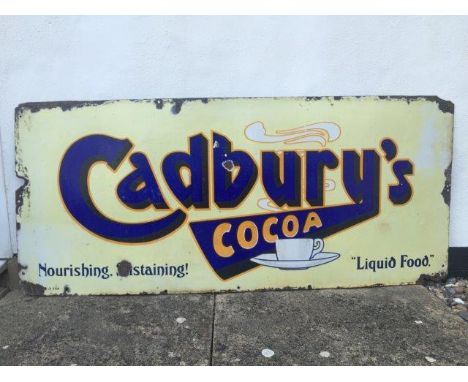 Cadbury's
COCOA
Nourishing. Sustaining!
"Liquid Food."